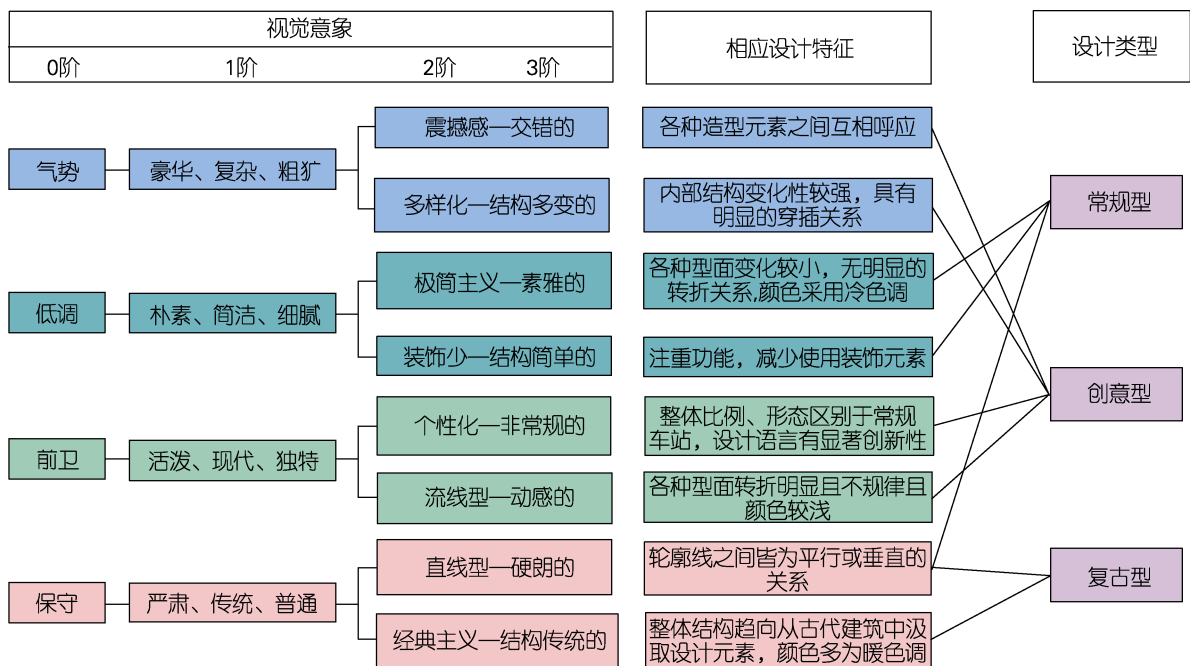 视觉意象
0阶
1阶
2阶
3阶
相应设计特征
设计类型
气势
豪华、复杂、粗犷
震撼感—交错的
多样化—结构多变的
各种造型元素之间互相呼应
内部结构变化性较强，具有
明显的穿插关系
常规型
低调
朴素、简洁、细腻
极简主义—素雅的
装饰少—结构简单的
各种型面变化较小，无明显的
转折关系,颜色采用冷色调
注重功能，减少使用装饰元素
创意型
前卫
活泼、现代、独特
个性化—非常规的
流线型—动感的
整体比例、形态区别于常规
车站，设计语言有显著创新性
各种型面转折明显且不规律且
颜色较浅
保守
严肃、传统、普通
直线型—硬朗的
经典主义—结构传统的
轮廓线之间皆为平行或垂直的
关系
整体结构趋向从古代建筑中汲
取设计元素，颜色多为暖色调
复古型